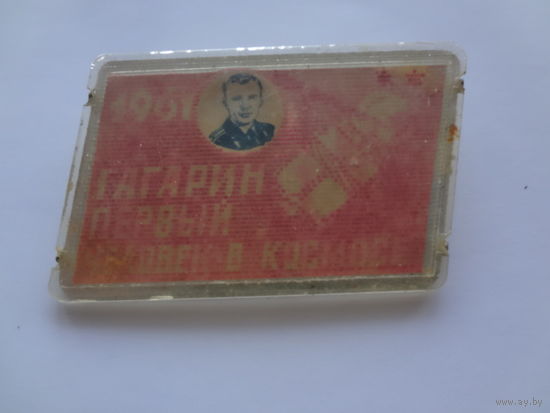 1961
ГАГАРИН
ПЕРВЫЙ
ЧЕЛОВЕК В КОСМОСЕ
www.ay.by